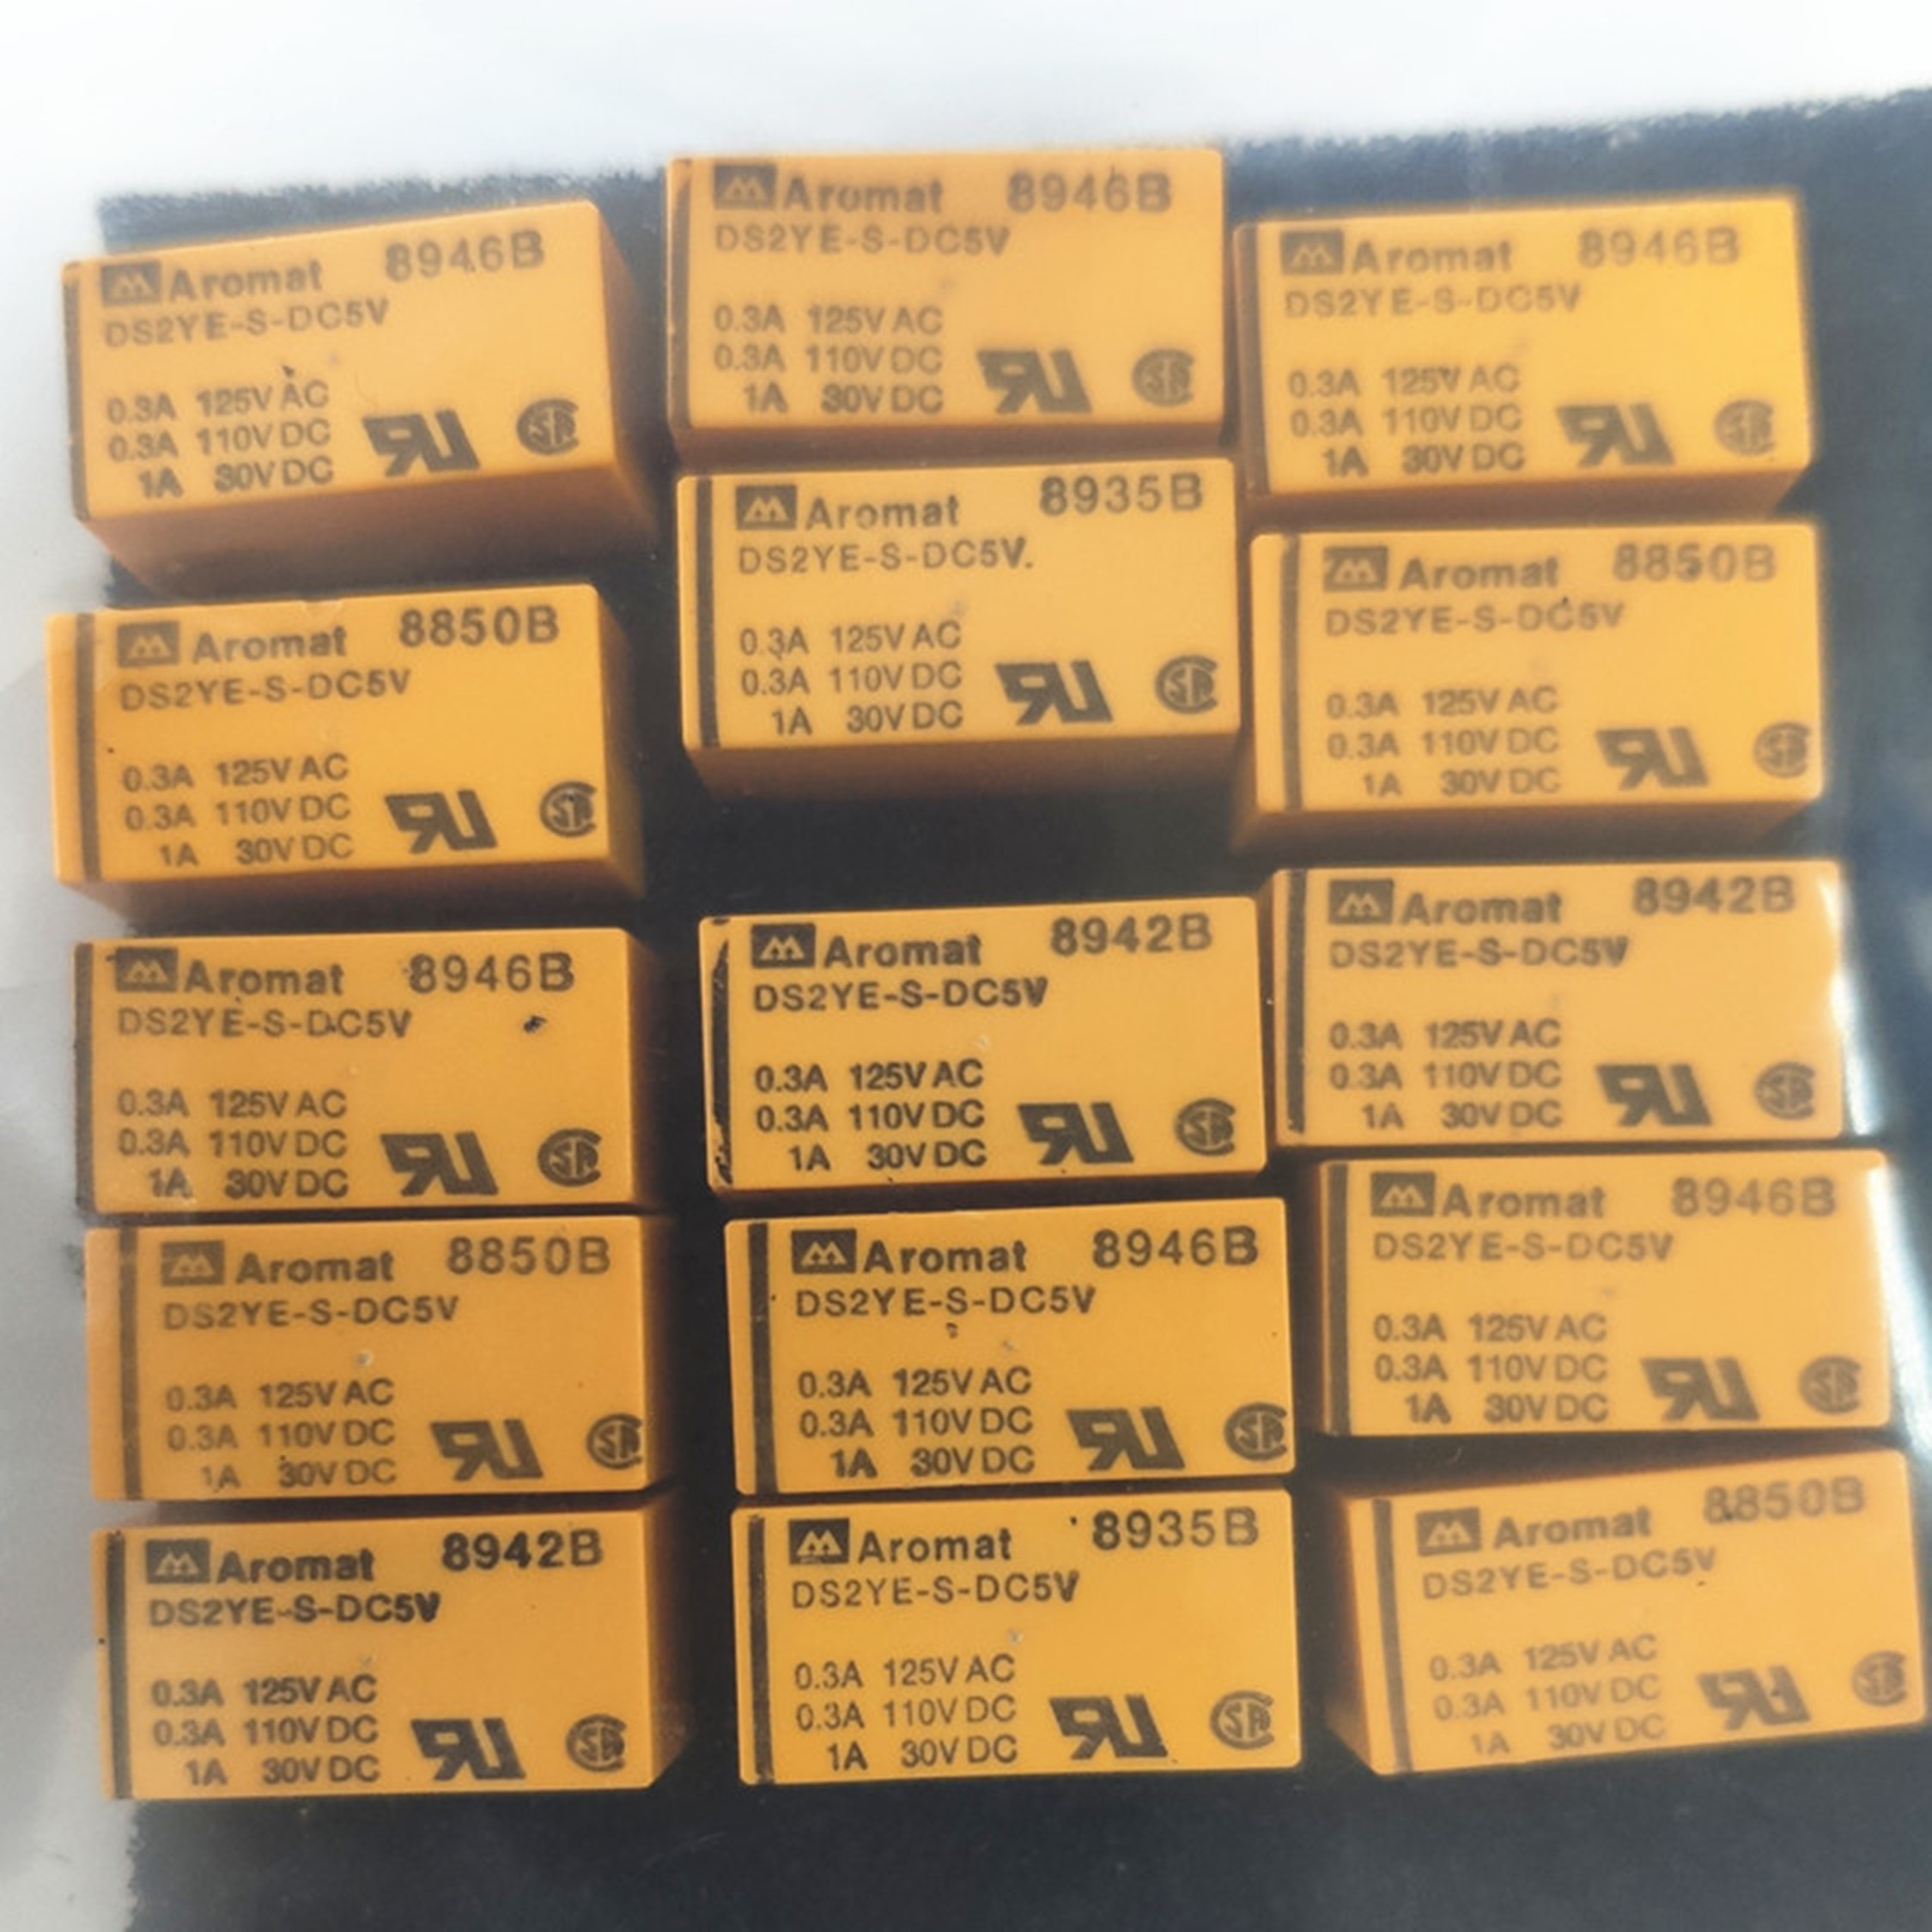 Aromat 8946B
DS2YE-S-DC5V
0.3A 125V AC
0.3A 110V DC
1A 30V DC
Aromat 8946B
DS2YE-S-DC5V
0.3A 125V AC
0.3A 110V DC
1A 30V DC
Aromat 8946B
DS2YE-S-DC5V
0.3A 125V AC
0.3A 110V DC
1A 30V DC
Aromat 8850B
DS2YE-S-DC5V
0.3A 125V AC
0.3A 110V DC
1A 30V DC
Aromat 8935B
DS2YE-S-DC5V
0.3A 125V AC
0.3A 110V DC
1A 30V DC
Aromat 8850B
DS2YE-S-DC5V
0.3A 125V AC
0.3A 110V DC
1A 30V DC
Aromat 8946B
DS2YE-S-DC5V
0.3A 125V AC
0.3A 110V DC
1A 30V DC
Aromat 8942B
DS2YE-S-DC5V
0.3A 125V AC
0.3A 110V DC
1A 30V DC
Aromat 8942B
DS2YE-S-DC5V
0.3A 125V AC
0.3A 110V DC
1A 30V DC
Aromat 8850B
DS2YE-S-DC5V
0.3A 125V AC
0.3A 110V DC
1A 30V DC
Aromat 8946B
DS2YE-S-DC5V
0.3A 125V AC
0.3A 110V DC
1A 30V DC
Aromat 8946B
DS2YE-S-DC5V
0.3A 125V AC
0.3A 110V DC
1A 30V DC
Aromat 8942B
DS2YE-S-DC5V
0.3A 125V AC
0.3A 110V DC
1A 30V DC
Aromat 8935B
DS2YE-S-DC5V
0.3A 125V AC
0.3A 110V DC
1A 30V DC
Aromat 8850B
DS2YE-S-DC5V
0.3A 125V AC
0.3A 110V DC
1A 30V DC